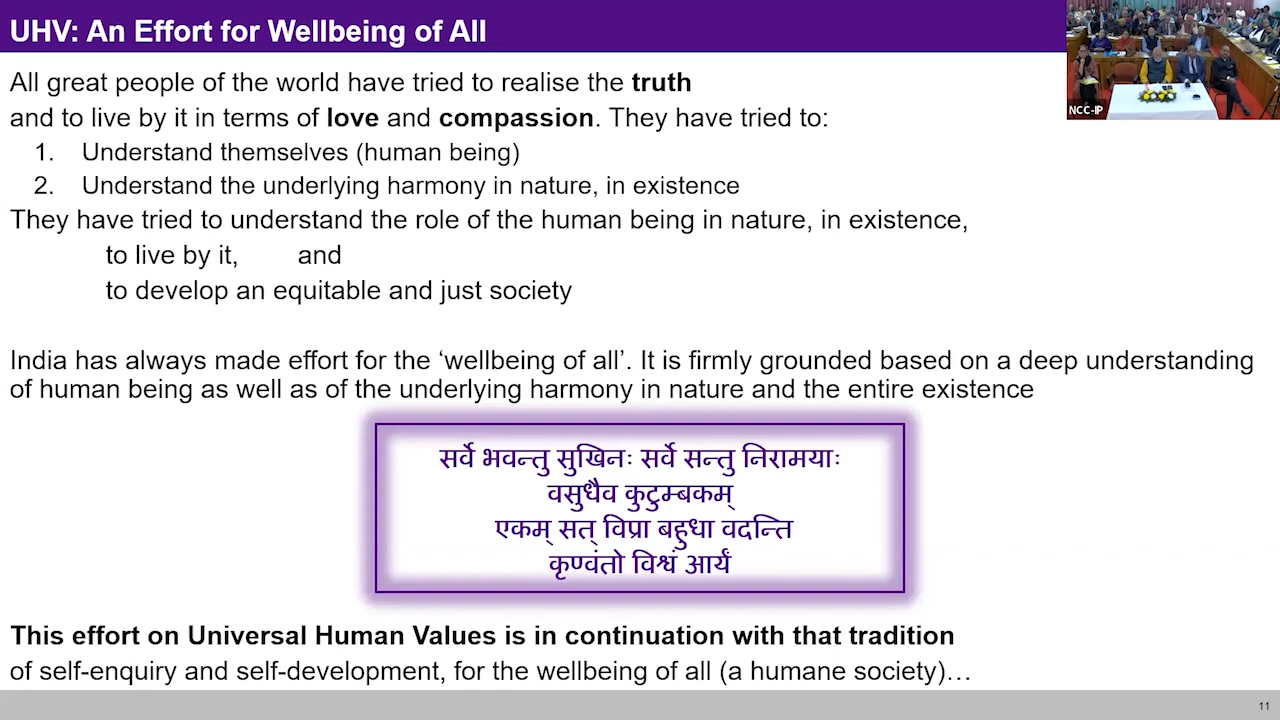 UHV: An Effort for Wellbeing of All
NCC-IP
All great people of the world have tried to realise the truth
and to live by it in terms of love and compassion. They have tried to:
1. Understand themselves (human being)
2. Understand the underlying harmony in nature, in existence
They have tried to understand the role of the human being in nature, in existence,
to live by it, and
to develop an equitable and just society
India has always made effort for the ‘wellbeing of all’. It is firmly grounded based on a deep understanding
of human being as well as of the underlying harmony in nature and the entire existence
सर्वे भवन्तु सुखिनः सर्वे सन्तु निरामयाः
वसुधैव कुटुम्बकम्
एकम् सत् विप्रा बहुधा वदन्ति
कृण्वंतो विश्वं आर्यं
This effort on Universal Human Values is in continuation with that tradition
of self-enquiry and self-development, for the wellbeing of all (a humane society)…
11